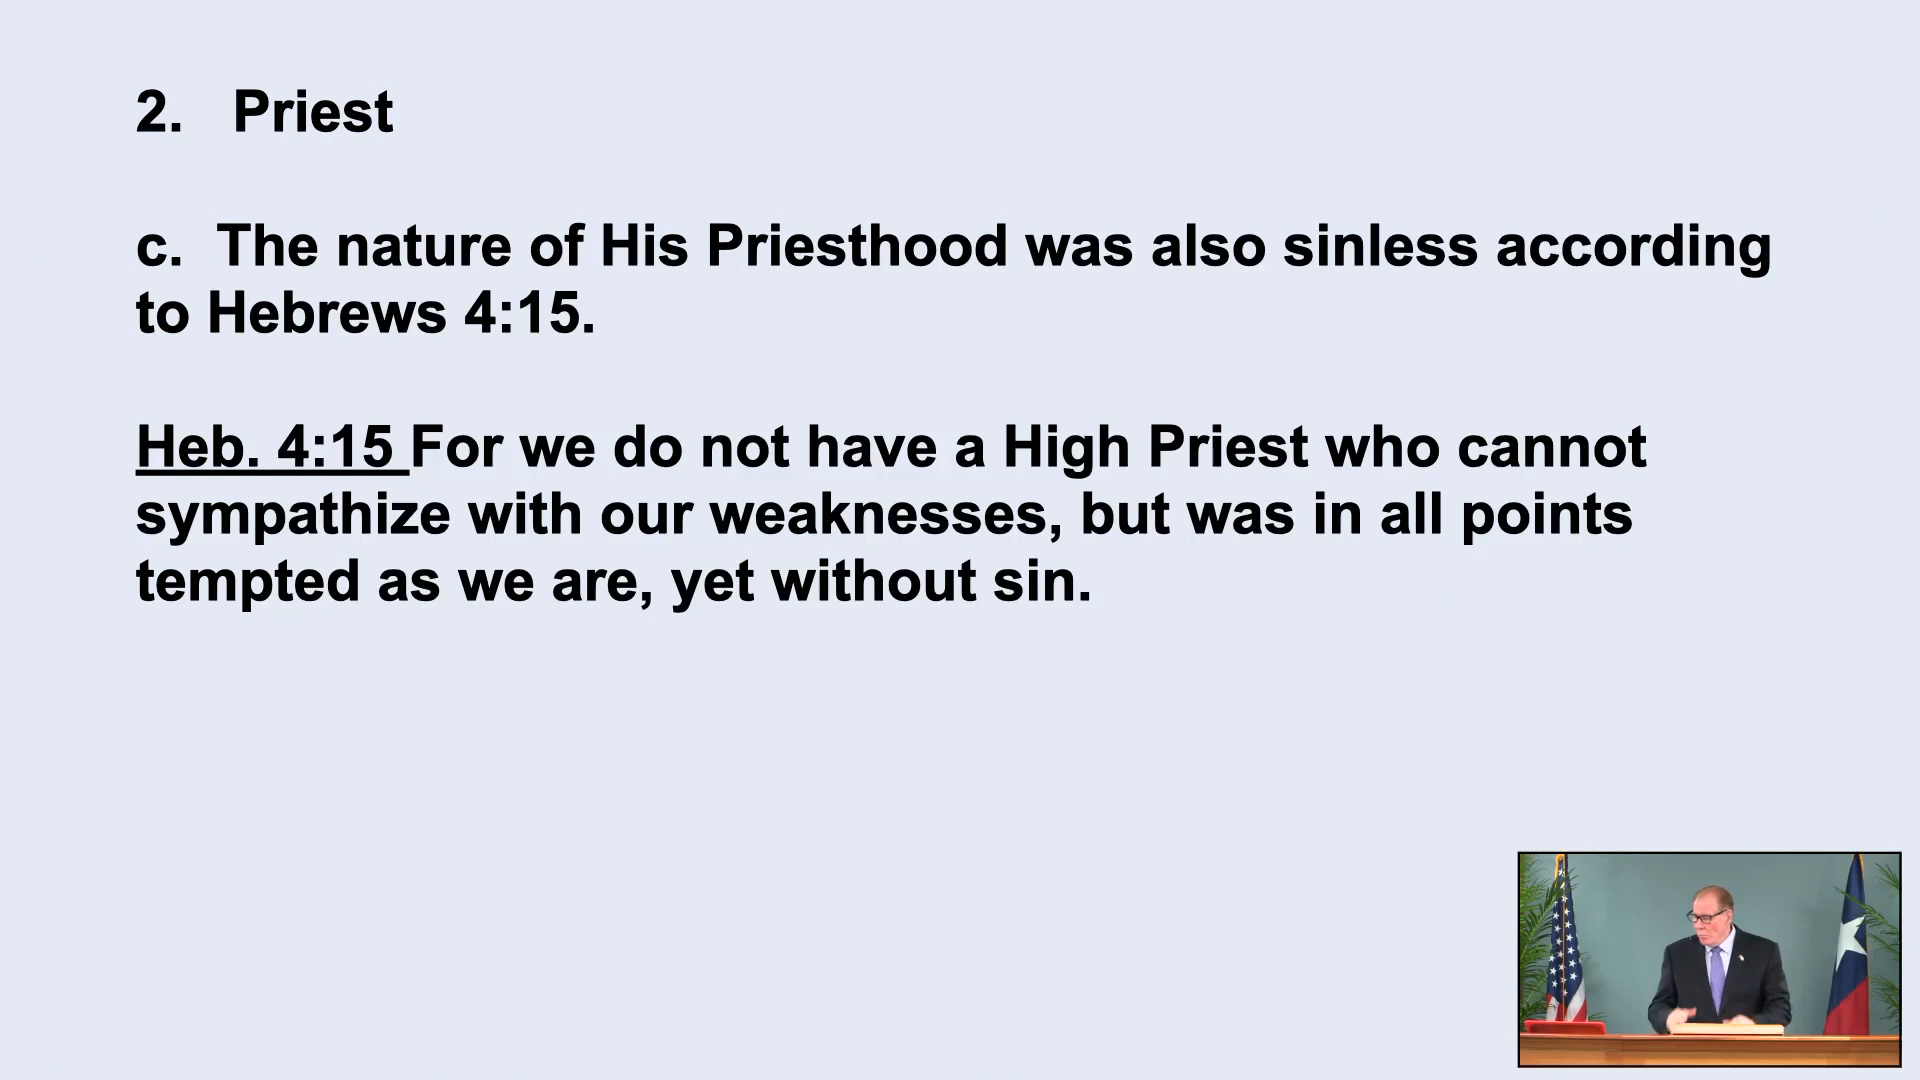 2. Priest
c. The nature of His Priesthood was also sinless according
to Hebrews 4:15.
Heb. 4:15 For we do not have a High Priest who cannot
sympathize with our weaknesses, but was in all points
tempted as we are, yet without sin.